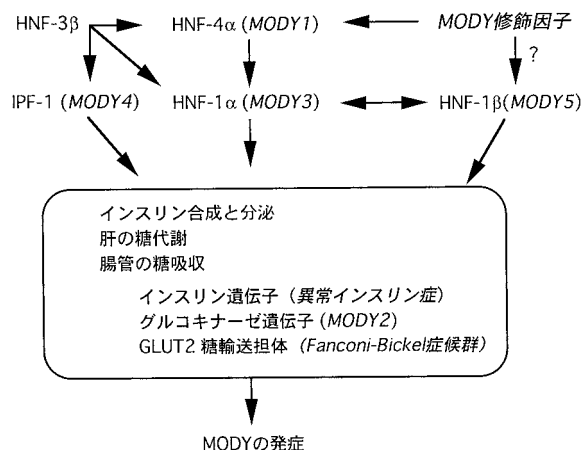 HNF-3β HNF-4α (MODY1) MODY修飾因子
?
IPF-1 (MODY4) HNF-1α (MODY3) HNF-1β(MODY5)
インスリン合成と分泌
肝の糖代謝
腸管の糖吸収
インスリン遺伝子（異常インスリン症）
グルコキナーゼ遺伝子 (MODY2)
GLUT2 糖輸送担体 （Fanconi-Bickel症候群）
MODYの発症